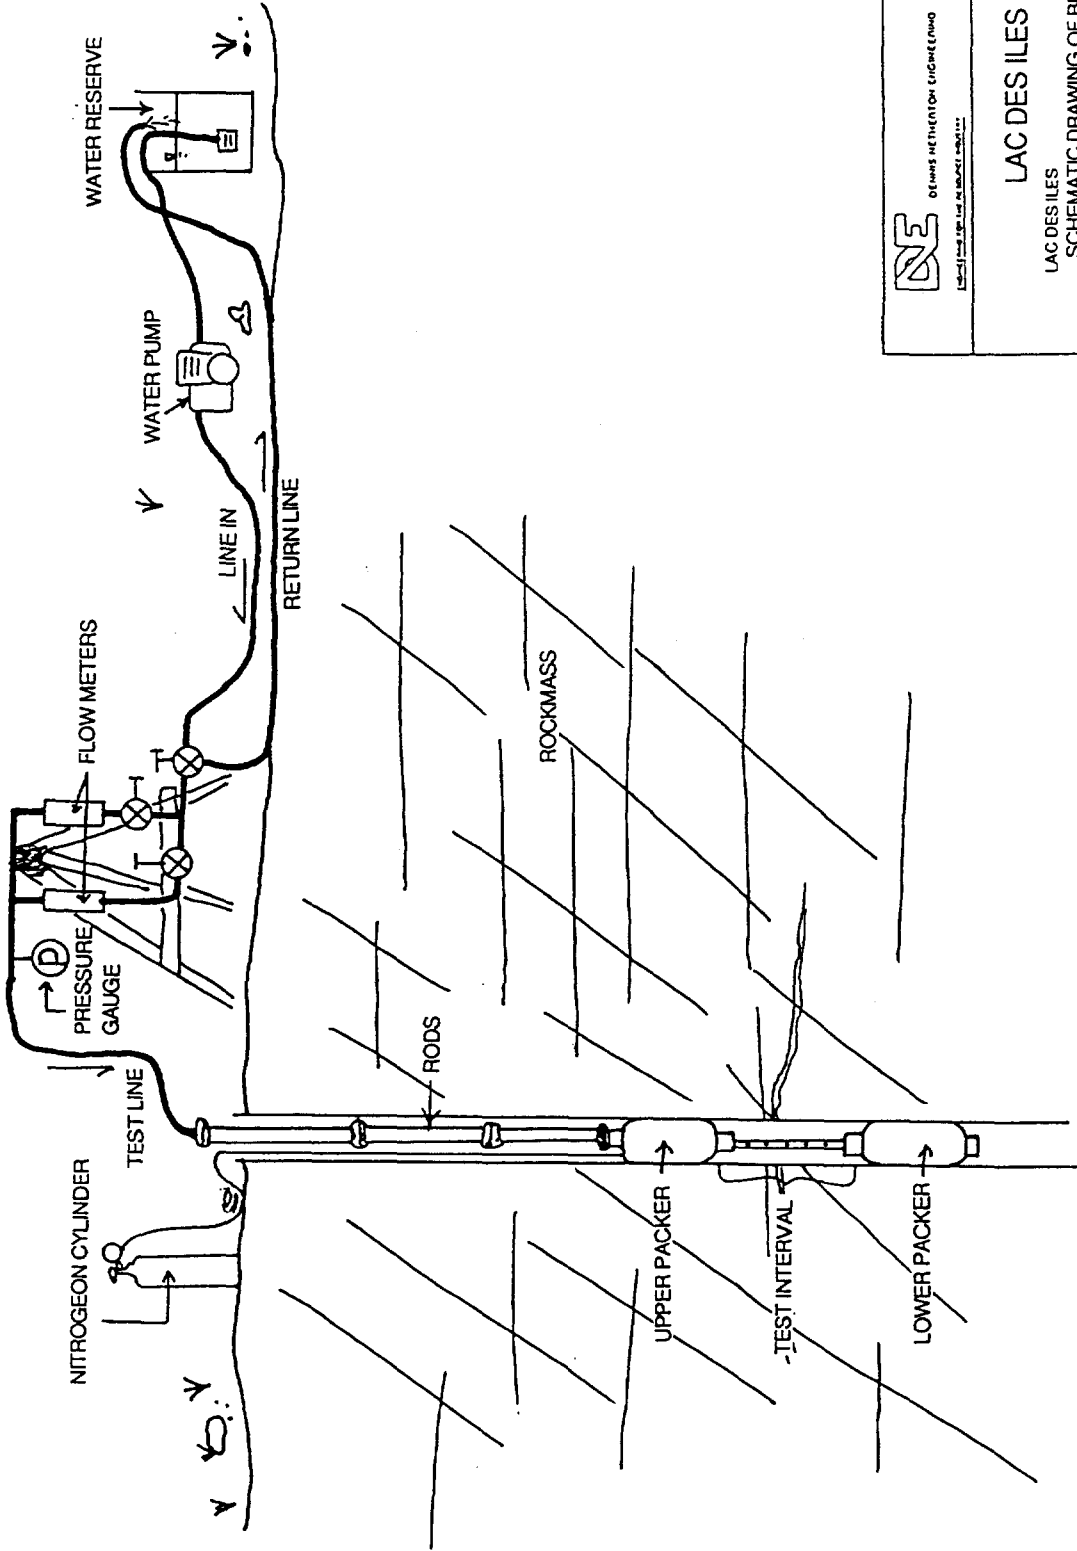 WATER RESERVE
WATER PUMP
LINE IN
RETURN LINE
FLOW METERS
PRESSURE
GAUGE
P
TEST LINE
NITROGEON CYLINDER
RODS
ROCKMASS
UPPER PACKER
TEST INTERVAL
LOWER PACKER
DENNIS NETHERTON ENGINEERING
LAC DES ILES
LAC DES ILES
SCHEMATIC DRAWING OF